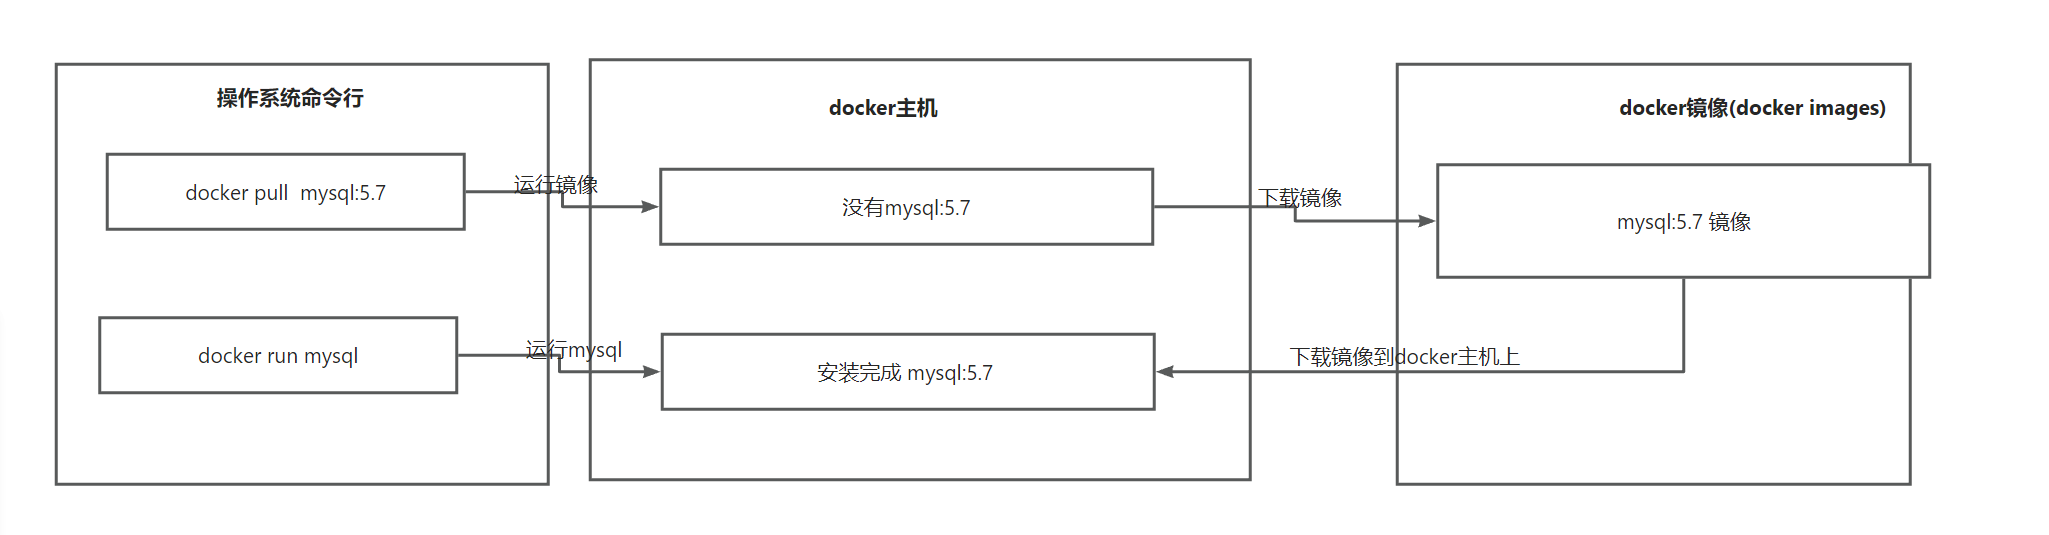 操作系统命令行
docker pull  mysql:5.7
docker run mysql
运行镜像
运行mysql
docker主机
没有mysql:5.7
安装完成 mysql:5.7
下载镜像
下载镜像到docker主机上
docker镜像(docker images)
mysql:5.7 镜像